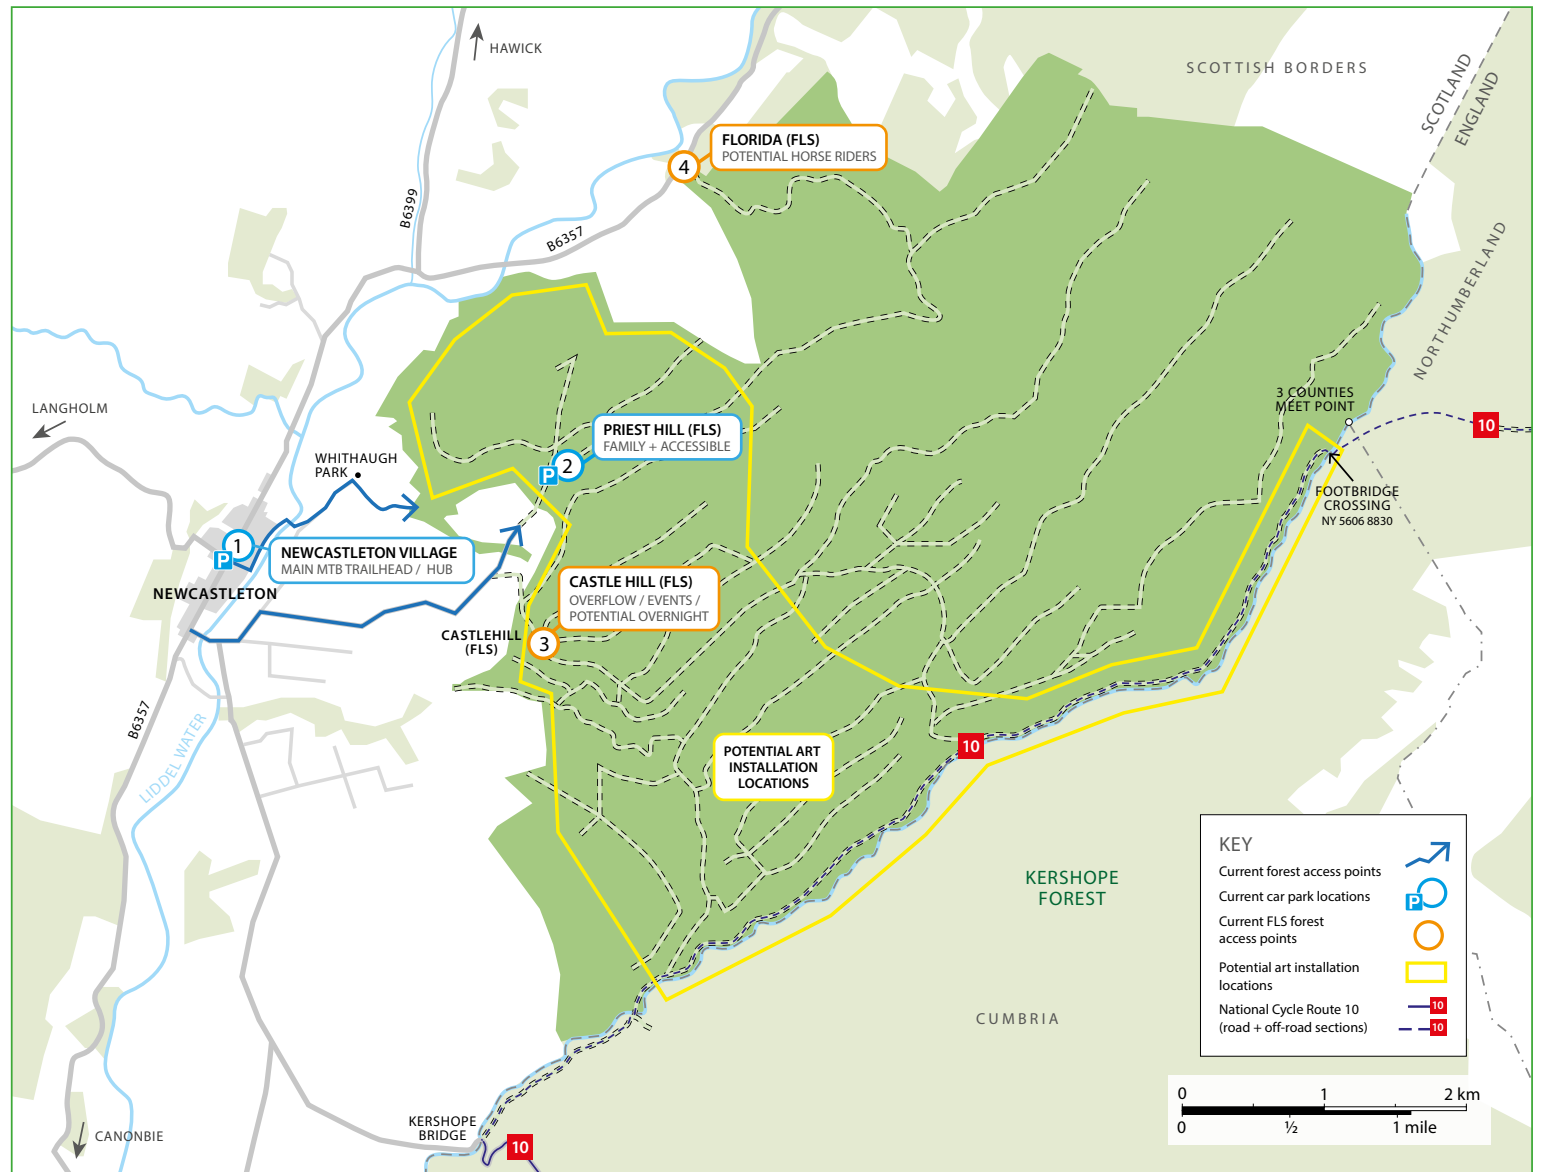 HAWICK
SCOTTISH BORDERS
SCOTLAND
ENGLAND
FLORIDA (FLS)
POTENTIAL HORSE RIDERS
4
B6399
B6357
NORTHUMBERLAND
LANGHOLM
3 COUNTIES
MEET POINT
10
PRIEST HILL (FLS)
FAMILY + ACCESSIBLE
2
P
WHITHAUGH
PARK
FOOTBRIDGE
CROSSING
NY 5606 8830
1
P
NEWCASTLETON VILLAGE
MAIN MTB TRAILHEAD / HUB
NEWCASTLETON
CASTLE HILL (FLS)
OVERFLOW / EVENTS /
POTENTIAL OVERNIGHT
CASTLEHILL
(FLS)
3
B6357
LIDDEL WATER
POTENTIAL ART
INSTALLATION
LOCATIONS
10
KERSHOPE
FOREST
CUMBRIA
KEY
Current forest access points
Current car park locations
P
Current FLS forest
access points
Potential art installation
locations
National Cycle Route 10
10
(road + off-road sections)
10
0 1 2 km
0 ½ 1 mile
KERSHOPE
BRIDGE
10
CANONBIE